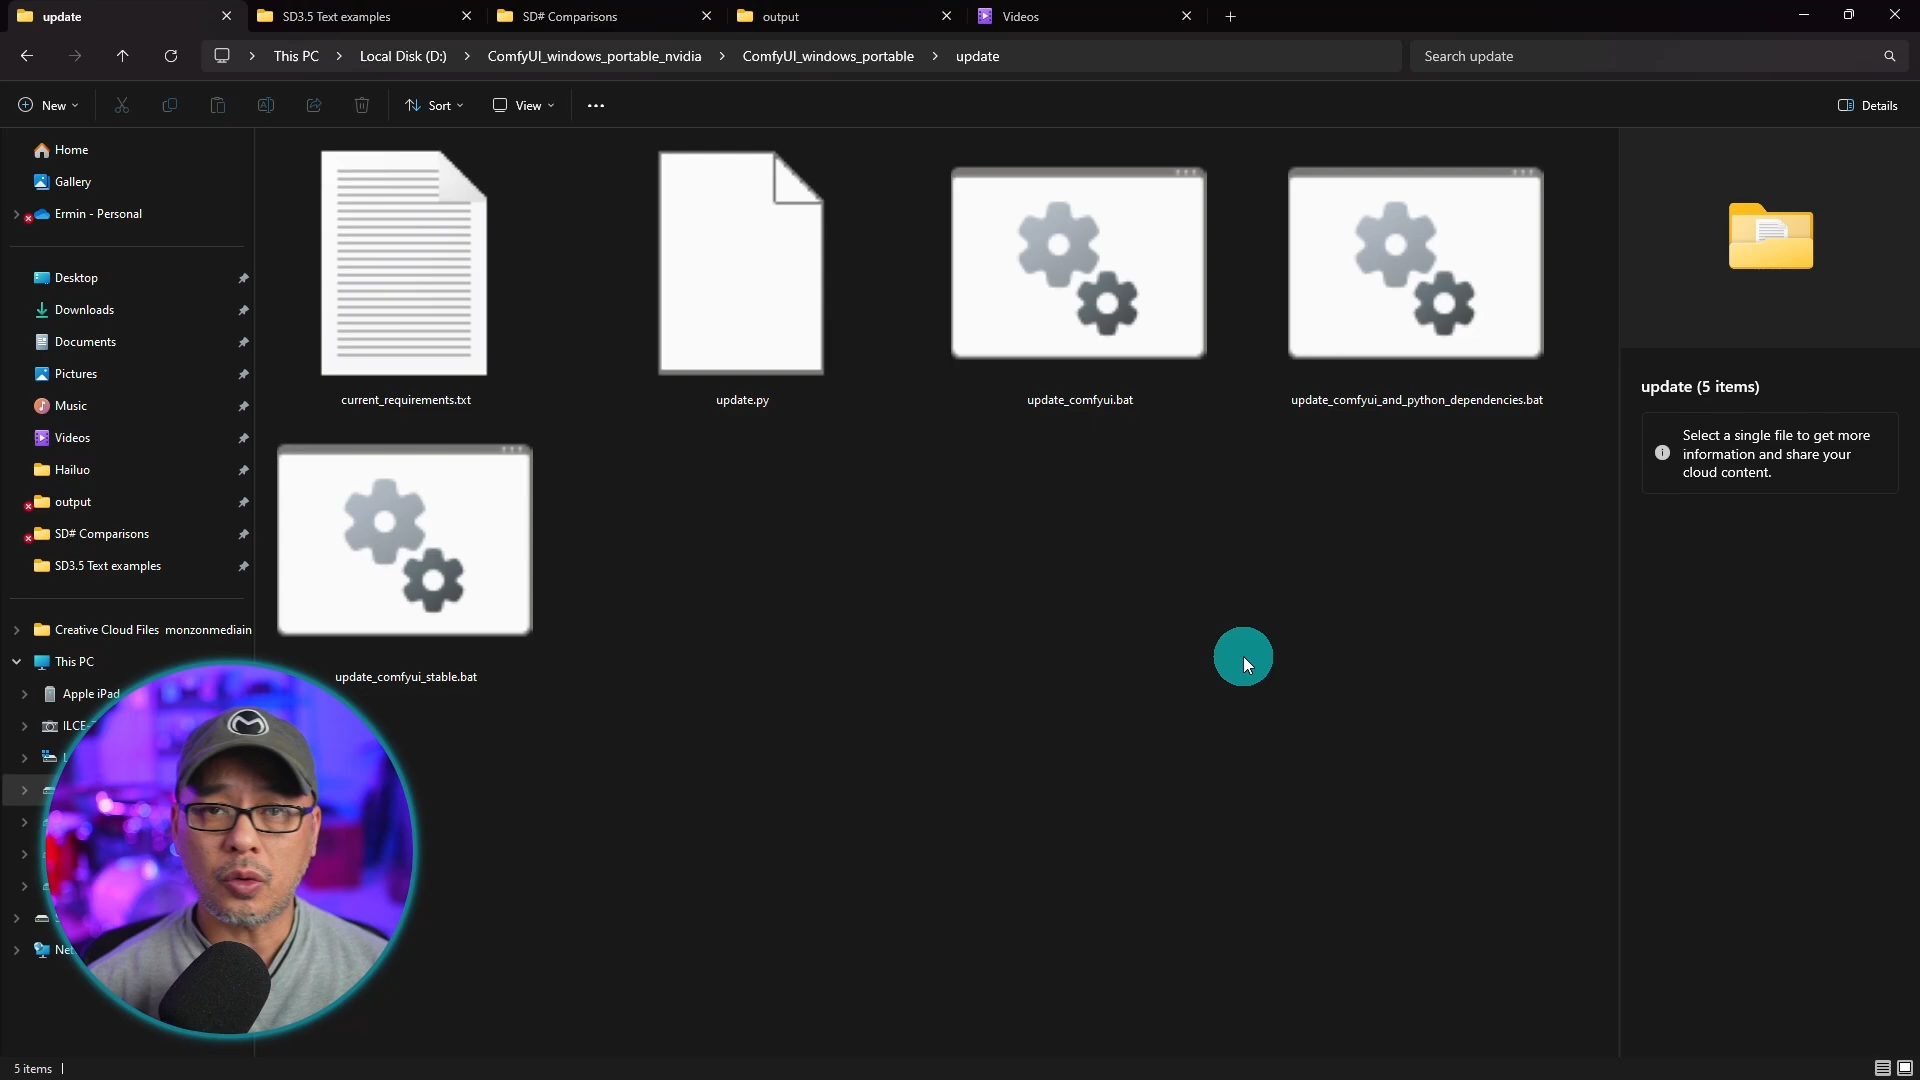 update
SD3.5 Text examples
SD# Comparisons
output
Videos
This PC
Local Disk (D:)
ComfyUI_windows_portable_nvidia
ComfyUI_windows_portable
update
Search update
New
Sort
View
Details
Home
Gallery
Ermin - Personal
Desktop
Downloads
Documents
Pictures
Music
Videos
Hailuo
output
SD# Comparisons
SD3.5 Text examples
Creative Cloud Files monzonmediain
This PC
Apple iPad
current_requirements.txt
update.py
update_comfyui.bat
update_comfyui_and_python_dependencies.bat
update_comfyui_stable.bat
update (5 items)
Select a single file to get more
information and share your
cloud content.
5 items